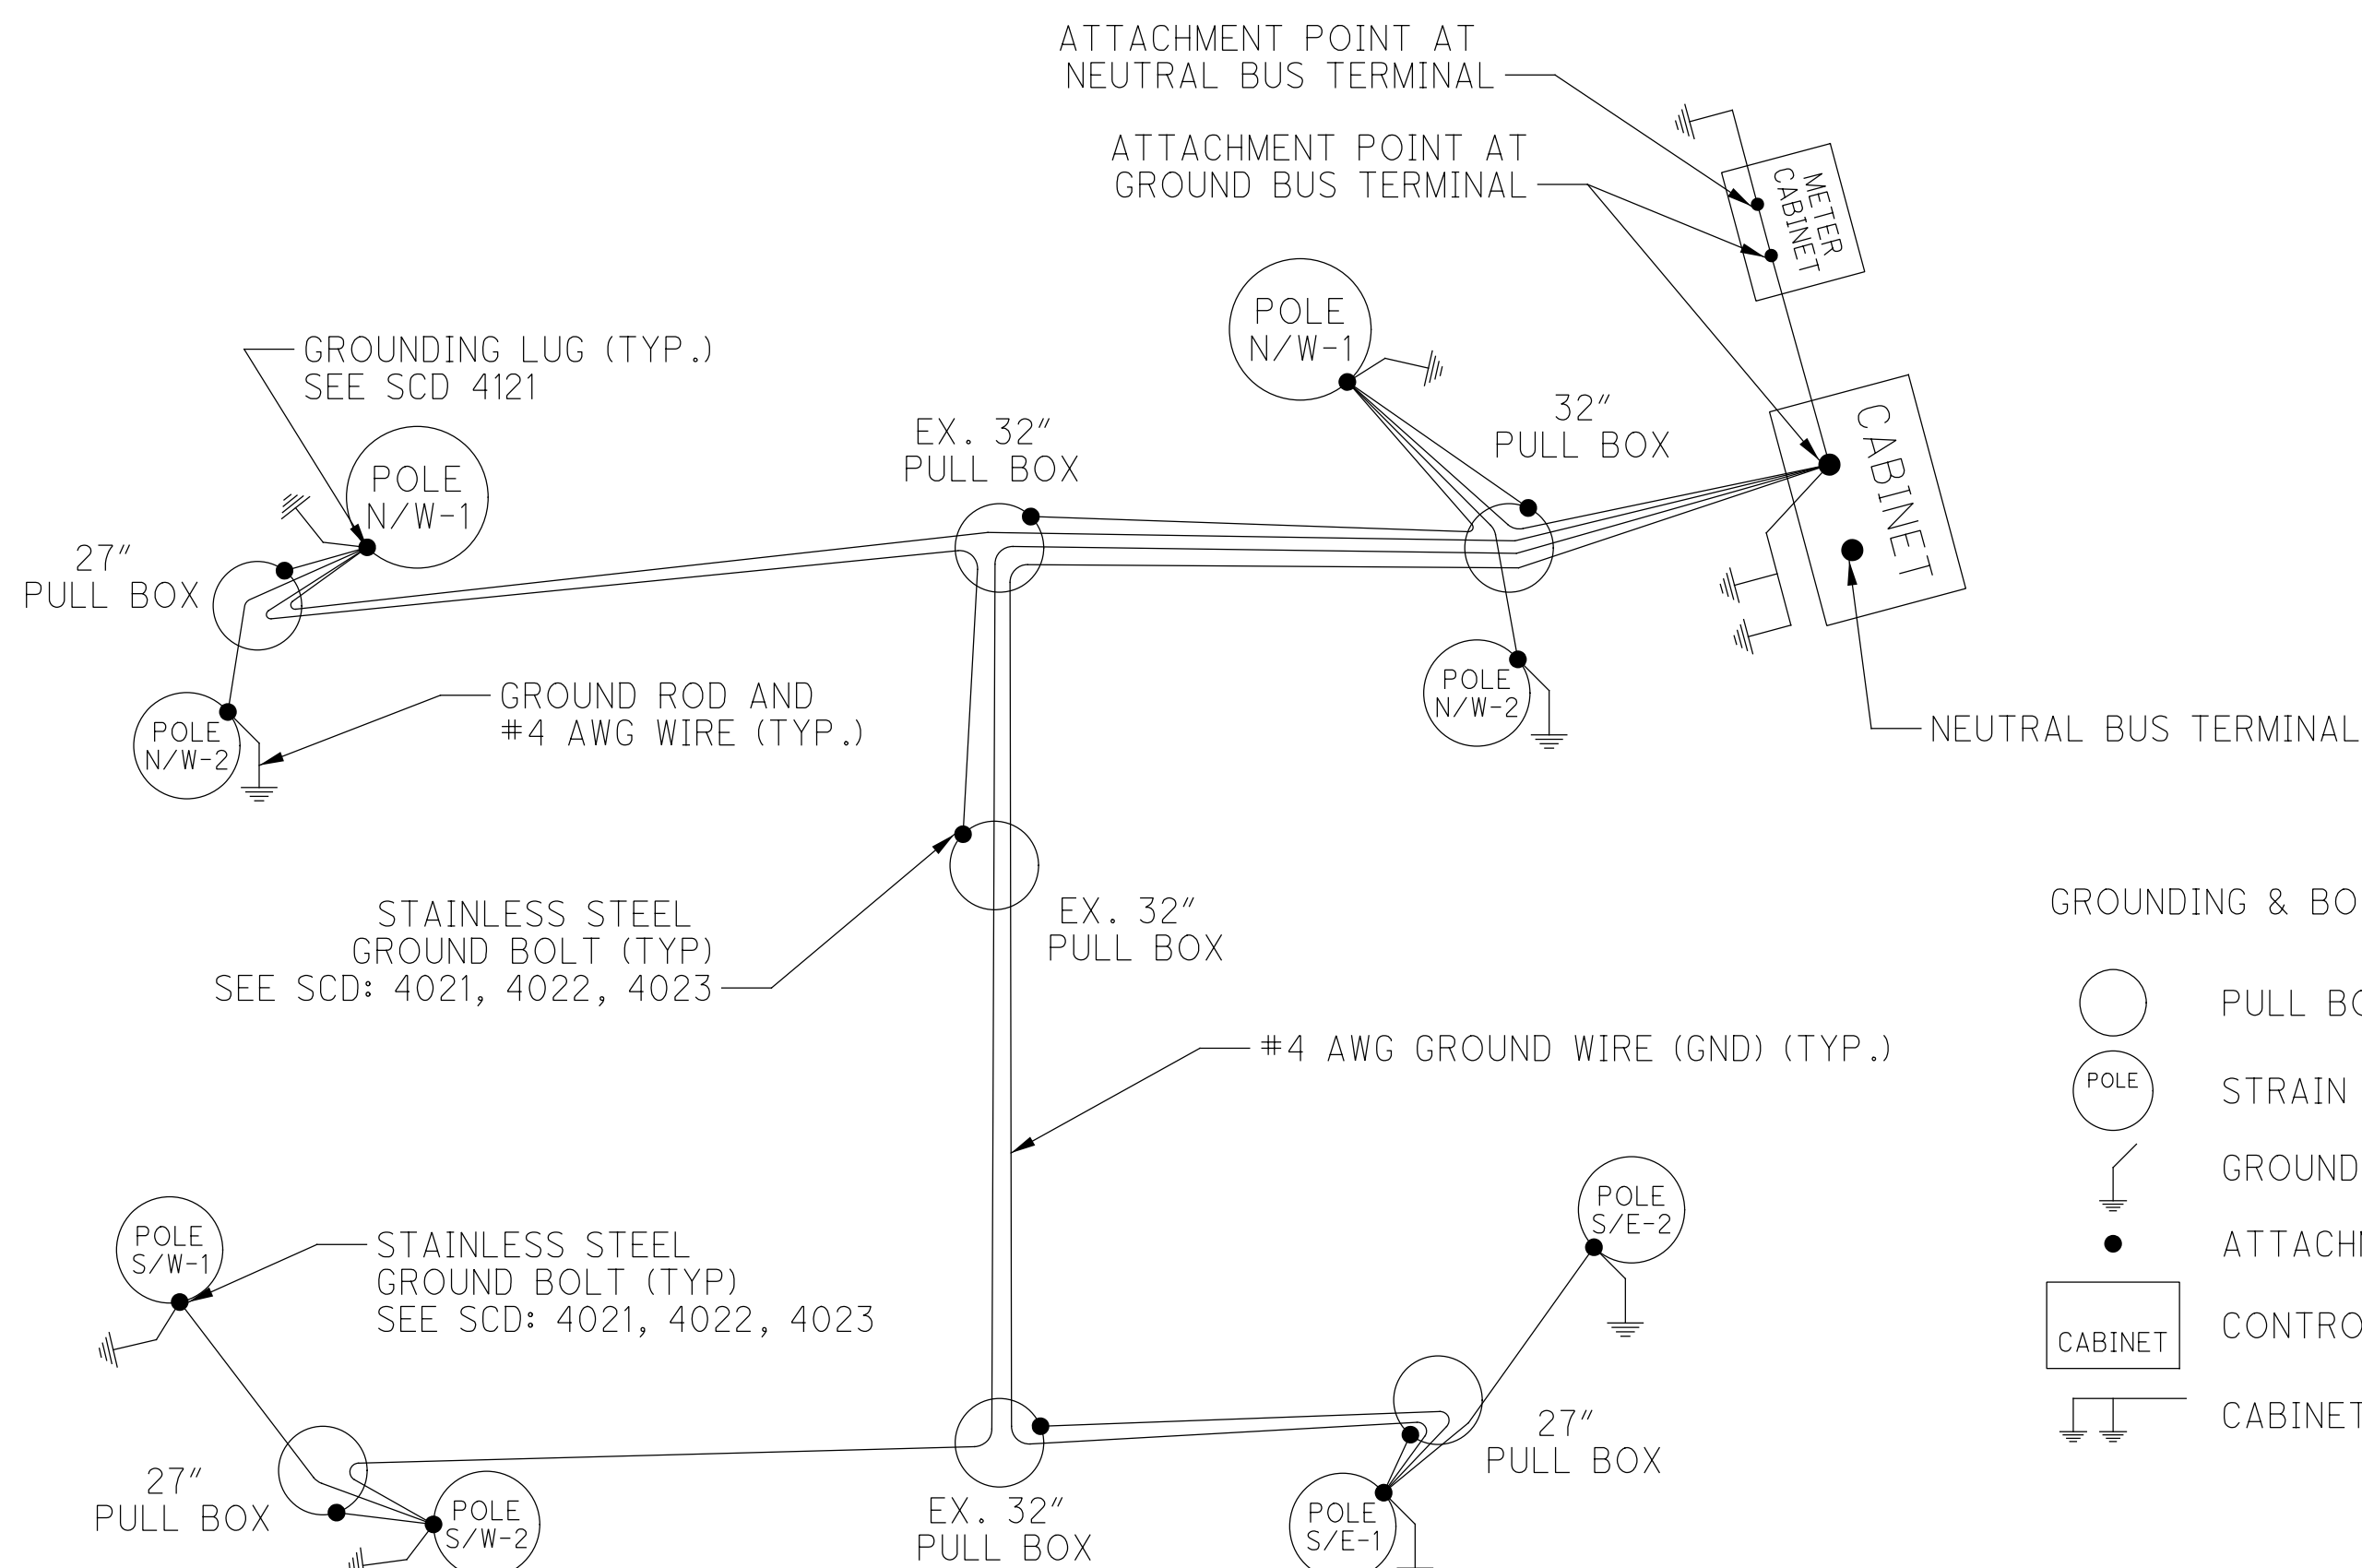 ATTACHMENT POINT AT
NEUTRAL BUS TERMINAL
ATTACHMENT POINT AT
GROUND BUS TERMINAL
METER
CABINET
POLE
N/W-1
GROUNDING LUG (TYP.)
SEE SCD 4121
32"
PULL BOX
EX. 32"
PULL BOX
CABINET
POLE
N/W-1
27"
PULL BOX
POLE
N/W-2
GROUND ROD AND
#4 AWG WIRE (TYP.)
POLE
N/W-2
NEUTRAL BUS TERMINAL
STAINLESS STEEL
GROUND BOLT (TYP)
SEE SCD: 4021, 4022, 4023
EX. 32"
PULL BOX
GROUNDING & BO
PULL BO
#4 AWG GROUND WIRE (GND) (TYP.)
POLE
STRAIN
GROUND
POLE
S/E-2
POLE
S/W-1
STAINLESS STEEL
GROUND BOLT (TYP)
SEE SCD: 4021, 4022, 4023
ATTACHM
CABINET
CONTRO
CABINET
27"
PULL BOX
27"
PULL BOX
POLE
S/W-2
EX. 32"
PULL BOX
POLE
S/E-1